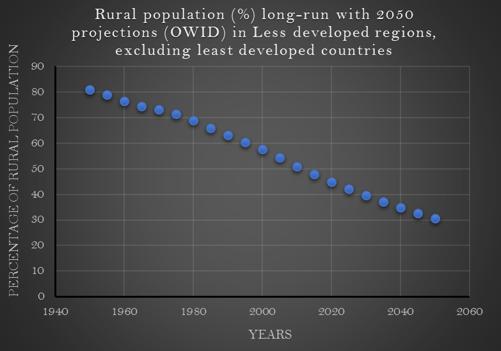 Rural population (%) long-run with 2050
projections (OWID) in Less developed regions,
excluding least developed countries
PERCENTAGE OF RURAL POPULATION
90
80
70
60
50
40
30
20
10
0
1940 1960 1980 2000 2020 2040 2060
YEARS